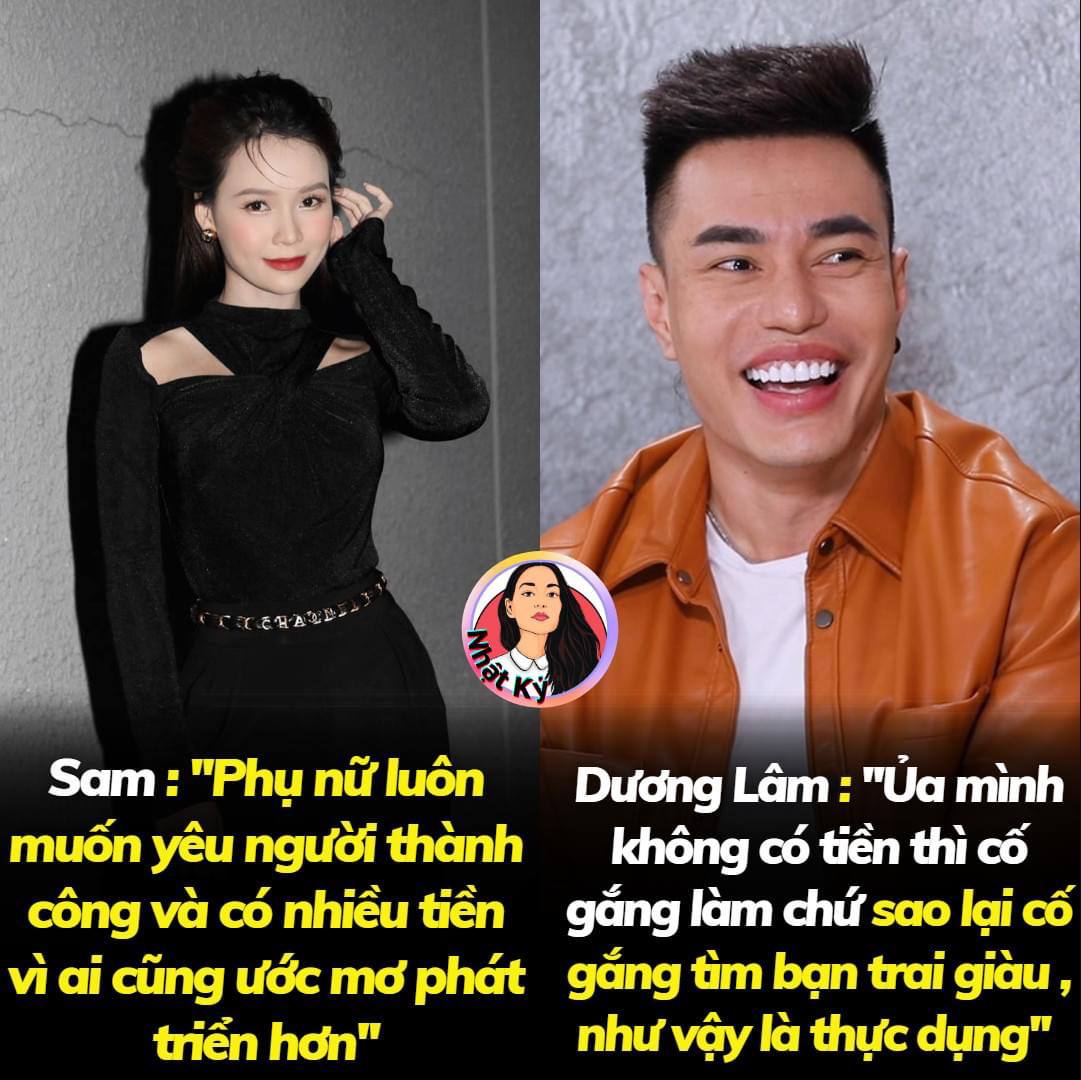 CHANEL
Nhật Ký
Sam : "Phụ nữ luôn
muốn yêu người thành
công và có nhiều tiền
vì ai cũng ước mơ phát
triển hơn"
Dương Lâm : "Ủa mình
không có tiền thì cố
gắng làm chứ sao lại cố
gắng tìm bạn trai giàu ,
như vậy là thực dụng"